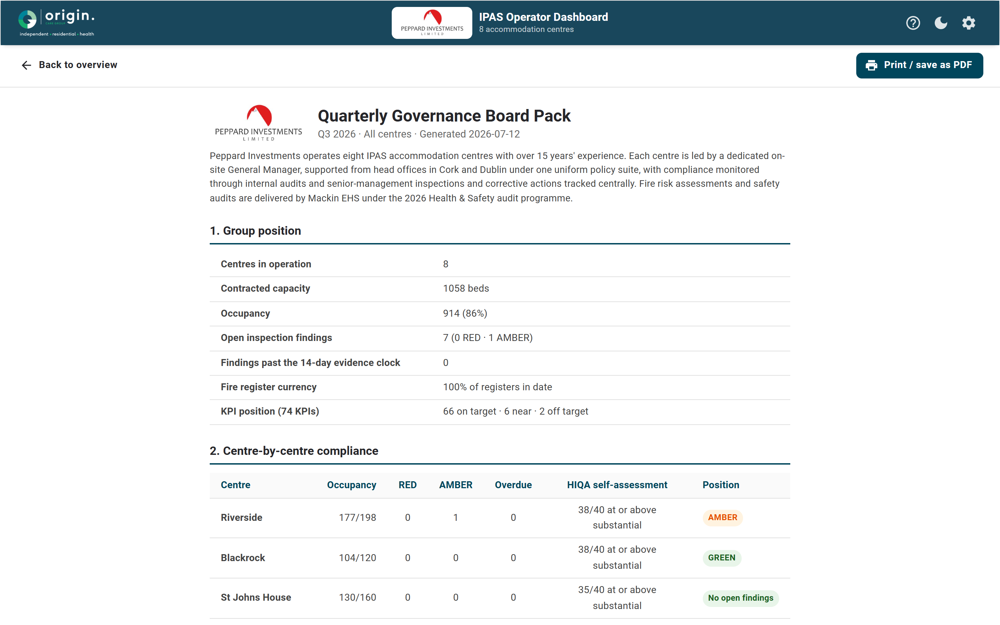 origin.
CARE GROUP
independent • residential • health
PEPPARD INVESTMENTS
LIMITED
IPAS Operator Dashboard
8 accommodation centres
Back to overview
Print / save as PDF
PEPPARD INVESTMENTS
LIMITED
Quarterly Governance Board Pack
Q3 2026 · All centres · Generated 2026-07-12
Peppard Investments operates eight IPAS accommodation centres with over 15 years' experience. Each centre is led by a dedicated on-
site General Manager, supported from head offices in Cork and Dublin under one uniform policy suite, with compliance monitored
through internal audits and senior-management inspections and corrective actions tracked centrally. Fire risk assessments and safety
audits are delivered by Mackin EHS under the 2026 Health & Safety audit programme.
1. Group position
Centres in operation 8
Contracted capacity 1058 beds
Occupancy 914 (86%)
Open inspection findings 7 (0 RED · 1 AMBER)
Findings past the 14-day evidence clock 0
Fire register currency 100% of registers in date
KPI position (74 KPIs) 66 on target · 6 near · 2 off target
2. Centre-by-centre compliance
Centre Occupancy RED AMBER Overdue HIQA self-assessment Position
Riverside 177/198 0 1 0 38/40 at or above substantial AMBER
Blackrock 104/120 0 0 0 38/40 at or above substantial GREEN
St Johns House 130/160 0 0 0 35/40 at or above substantial No open findings